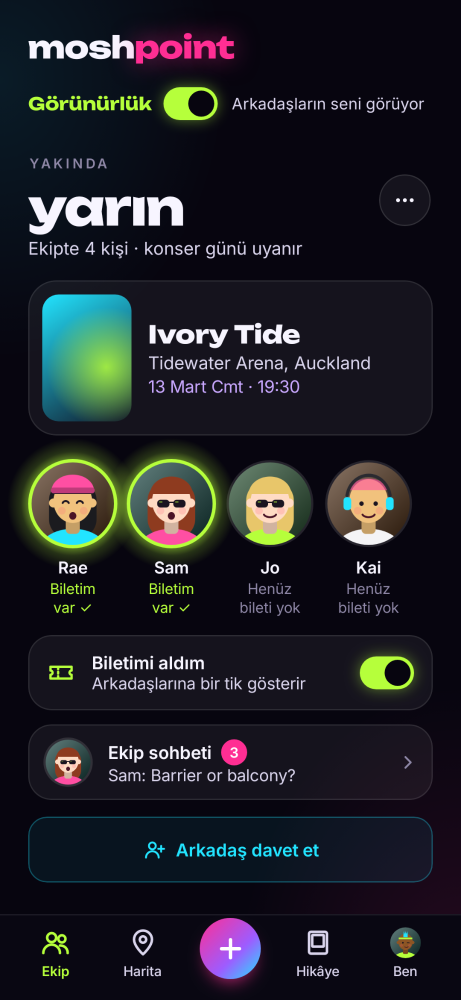 moshpoint
Görünürlük Arkadaşların seni görüyor
YAKINDA
yarın
Ekipte 4 kişi · konser günü uyanır
Ivory Tide
Tidewater Arena, Auckland
13 Mart Cmt · 19:30
Rae Sam Jo Kai
Biletim Biletim Henüz Henüz
var ✓ var ✓ bileti yok bileti yok
Biletimi aldım
Arkadaşlarına bir tik gösterir
Ekip sohbeti 3
Sam: Barrier or balcony?
Arkadaş davet et
Ekip Harita Hikâye Ben